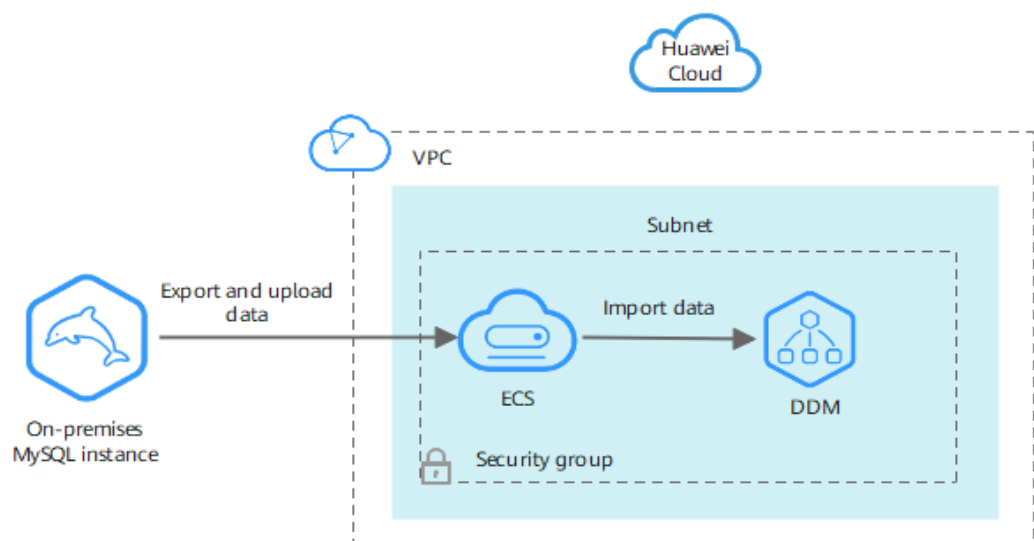 Huawei
Cloud
VPC
Subnet
Export and upload
data
Import data
ECS
DDM
On-premises
MySQL instance
Security group